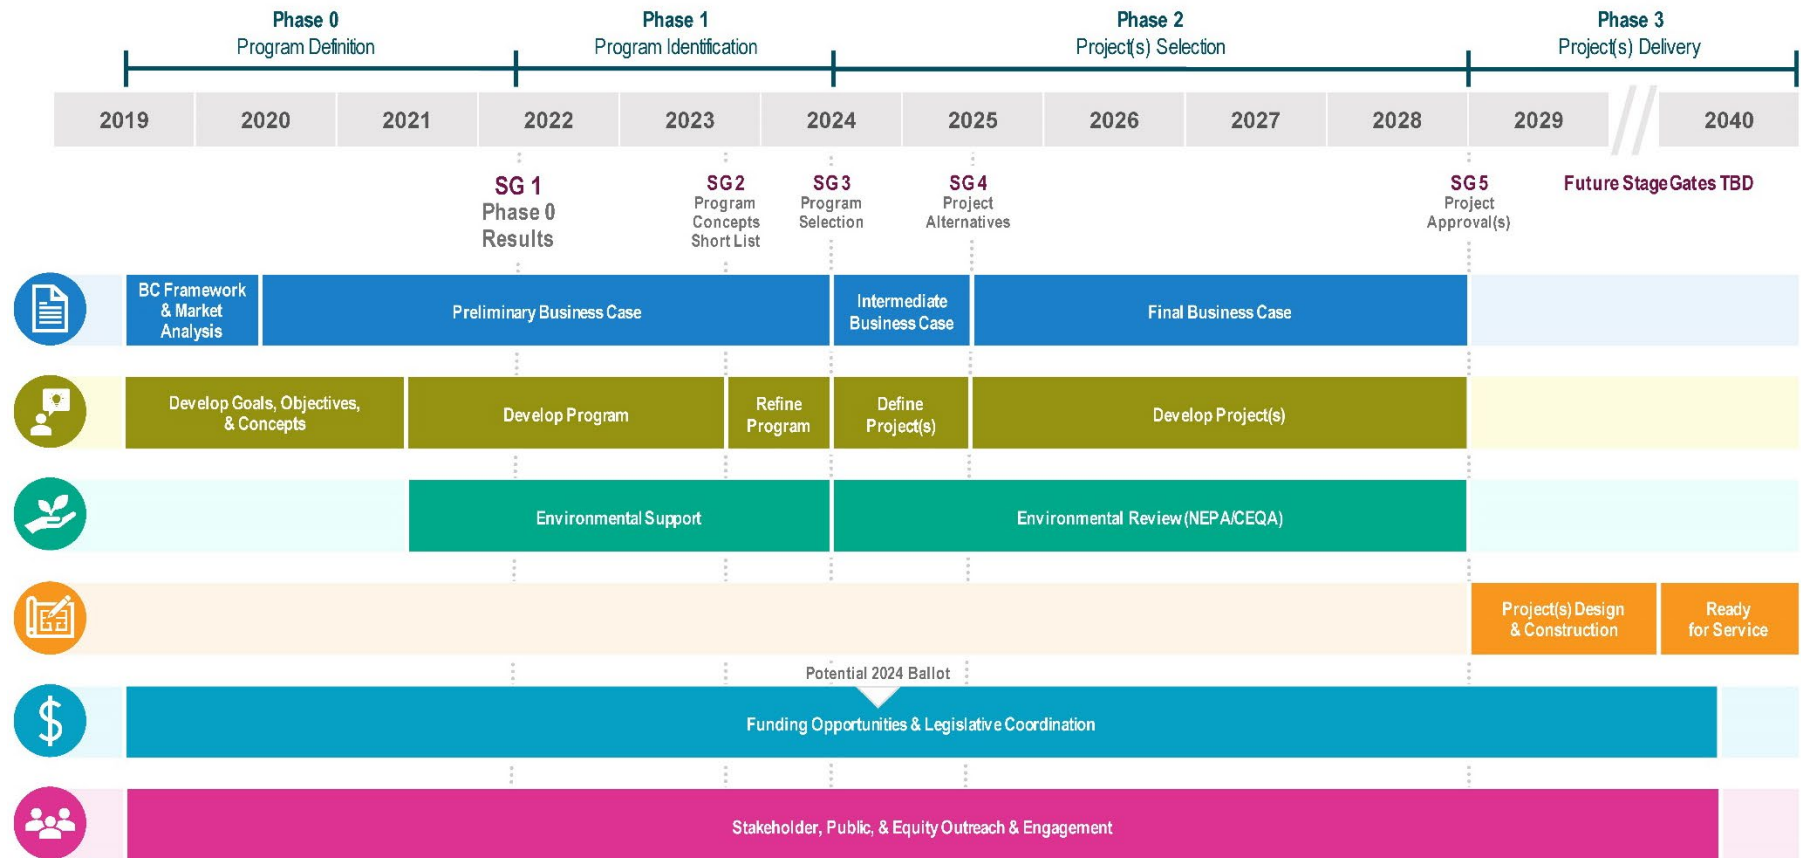 Phase 0
Program Definition
Phase 1
Program Identification
Phase 2
Project(s) Selection
Phase 3
Project(s) Delivery
2019
2020
2021
2022
2023
2024
2025
2026
2027
2028
2029
2040
SG 1
Phase 0
Results
SG 2
Program
Concepts
Short List
SG 3
Program
Selection
SG 4
Project
Alternatives
SG 5
Project
Approval(s)
Future Stage Gates TBD
BC Framework
& Market
Analysis
Preliminary Business Case
Intermediate
Business Case
Final Business Case
Develop Goals, Objectives,
& Concepts
Develop Program
Refine
Program
Define
Project(s)
Develop Project(s)
Environmental Support
Environmental Review (NEPA/CEQA)
Project(s) Design
& Construction
Ready
for Service
Potential 2024 Ballot
$
Funding Opportunities & Legislative Coordination
Stakeholder, Public, & Equity Outreach & Engagement